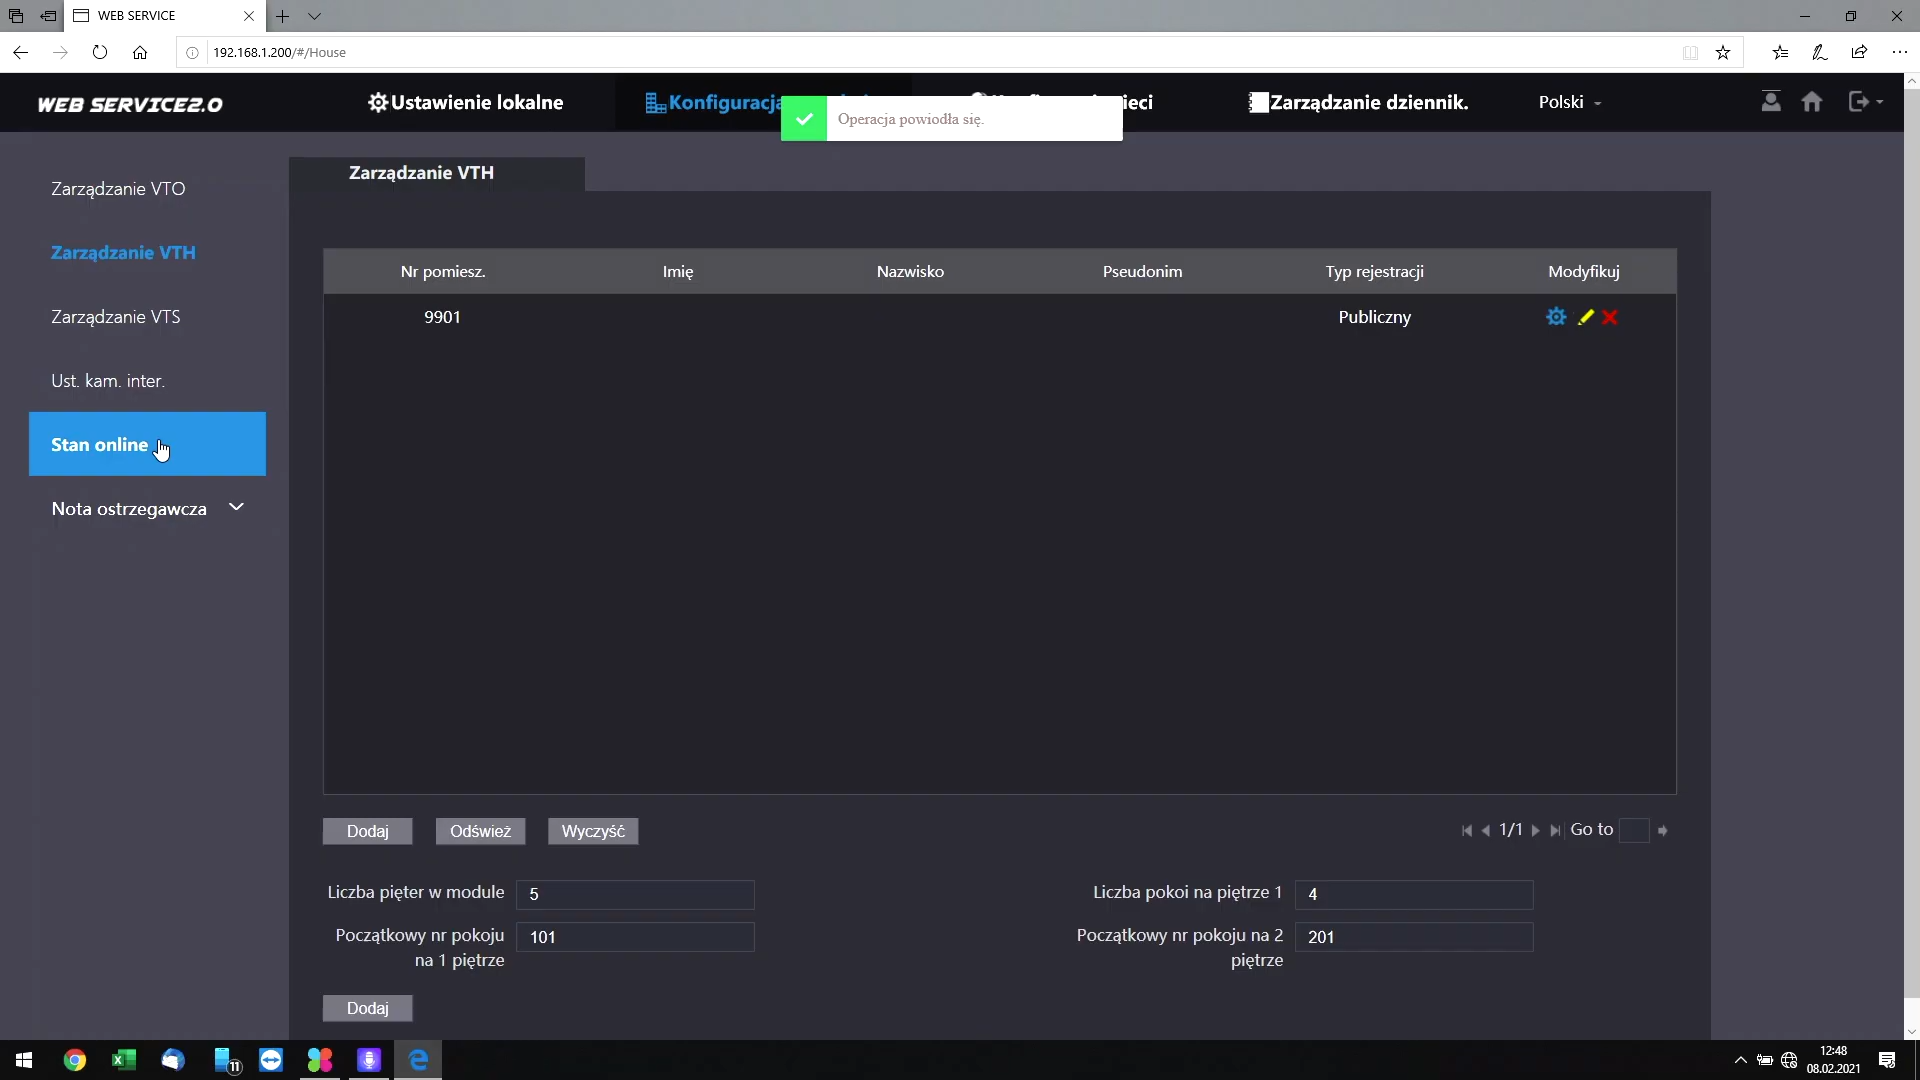 WEB SERVICE
192.168.1.200/#/House
WEB SERVICE2.0
Ustawienie lokalne
Zarządzanie dziennik.
Polski
Operacja powiodła się.
Zarządzanie VTO
Zarządzanie VTH
Zarządzanie VTS
Ust. kam. inter.
Stan online
Nota ostrzegawcza
Zarządzanie VTH
Nr pomiesz. Imię Nazwisko Pseudonim Typ rejestracji Modyfikuj
9901 Publiczny
Dodaj Odśwież Wyczyść 1/1 Go to
Liczba pięter w module 5 Liczba pokoi na piętrze 1 4
Początkowy nr pokoju 101 Początkowy nr pokoju na 2 201
na 1 piętrze piętrze
Dodaj
11
12:48
08.02.2021